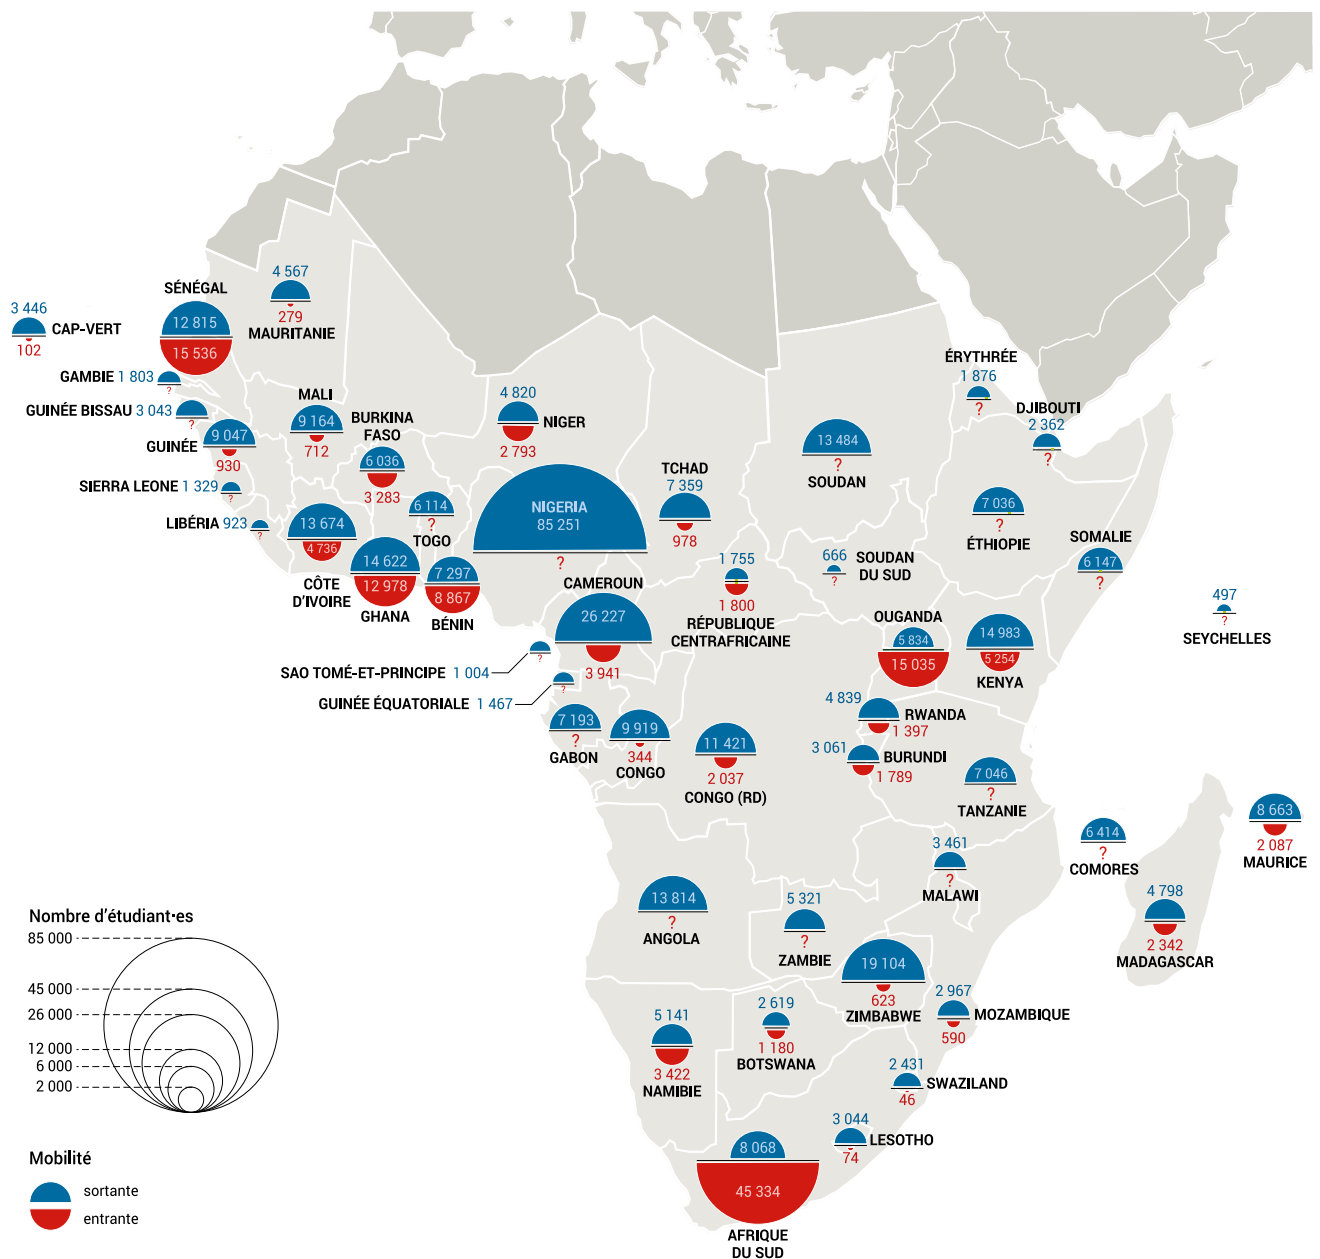 4 567
279
MAURITANIE
SÉNÉGAL
12 815
15 536
3 446
CAP-VERT
102
GAMBIE 1 803
?
GUINÉE BISSAU 3 043
?
GUINÉE
9 047
930
MALI
9 164
712
BURKINA
FASO
6 036
3 283
4 820
NIGER
2 793
SIERRA LEONE 1 329
?
LIBÉRIA 923
?
13 674
4 736
CÔTE
D'IVOIRE
14 622
12 978
GHANA
6 114
?
TOGO
7 297
8 867
BÉNIN
NIGERIA
85 251
?
TCHAD
7 359
978
13 484
?
SOUDAN
ÉRYTHRÉE
1 876
?
DJIBOUTI
2 362
?
7 036
?
ÉTHIOPIE
SOMALIE
6 147
?
666
?
SOUDAN
DU SUD
1 755
1 800
RÉPUBLIQUE
CENTRAFRICAINE
CAMEROUN
26 227
3 941
497
?
SEYCHELLES
OUGANDA
5 834
15 035
14 983
5 254
KENYA
SAO TOMÉ-ET-PRINCIPE 1 004
?
GUINÉE ÉQUATORIALE 1 467
?
7 193
?
GABON
9 919
344
CONGO
11 421
2 037
CONGO (RD)
4 839
RWANDA
1 397
3 061
BURUNDI
1 789
7 046
?
TANZANIE
6 414
?
COMORES
8 663
2 087
MAURICE
3 461
?
MALAWI
4 798
2 342
MADAGASCAR
13 814
?
ANGOLA
5 321
?
ZAMBIE
19 104
623
ZIMBABWE
2 967
MOZAMBIQUE
590
5 141
3 422
NAMIBIE
2 619
1 180
BOTSWANA
2 431
SWAZILAND
46
3 044
LESOTHO
74
8 068
45 334
AFRIQUE
DU SUD
Nombre d'étudiant·es
85 000
45 000
26 000
12 000
6 000
2 000
Mobilité
sortante
entrante